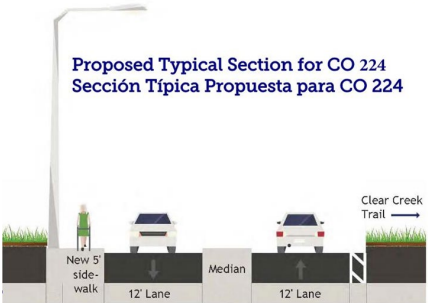 Proposed Typical Section for CO 224
Sección Típica Propuesta para CO 224
Clear Creek
Trail
New 5'
side-
walk
12' Lane
Median
12' Lane